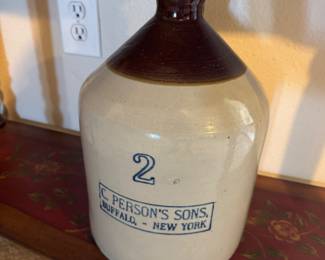 2
C. PERSON'S SONS,
BUFFALO, - NEW YORK